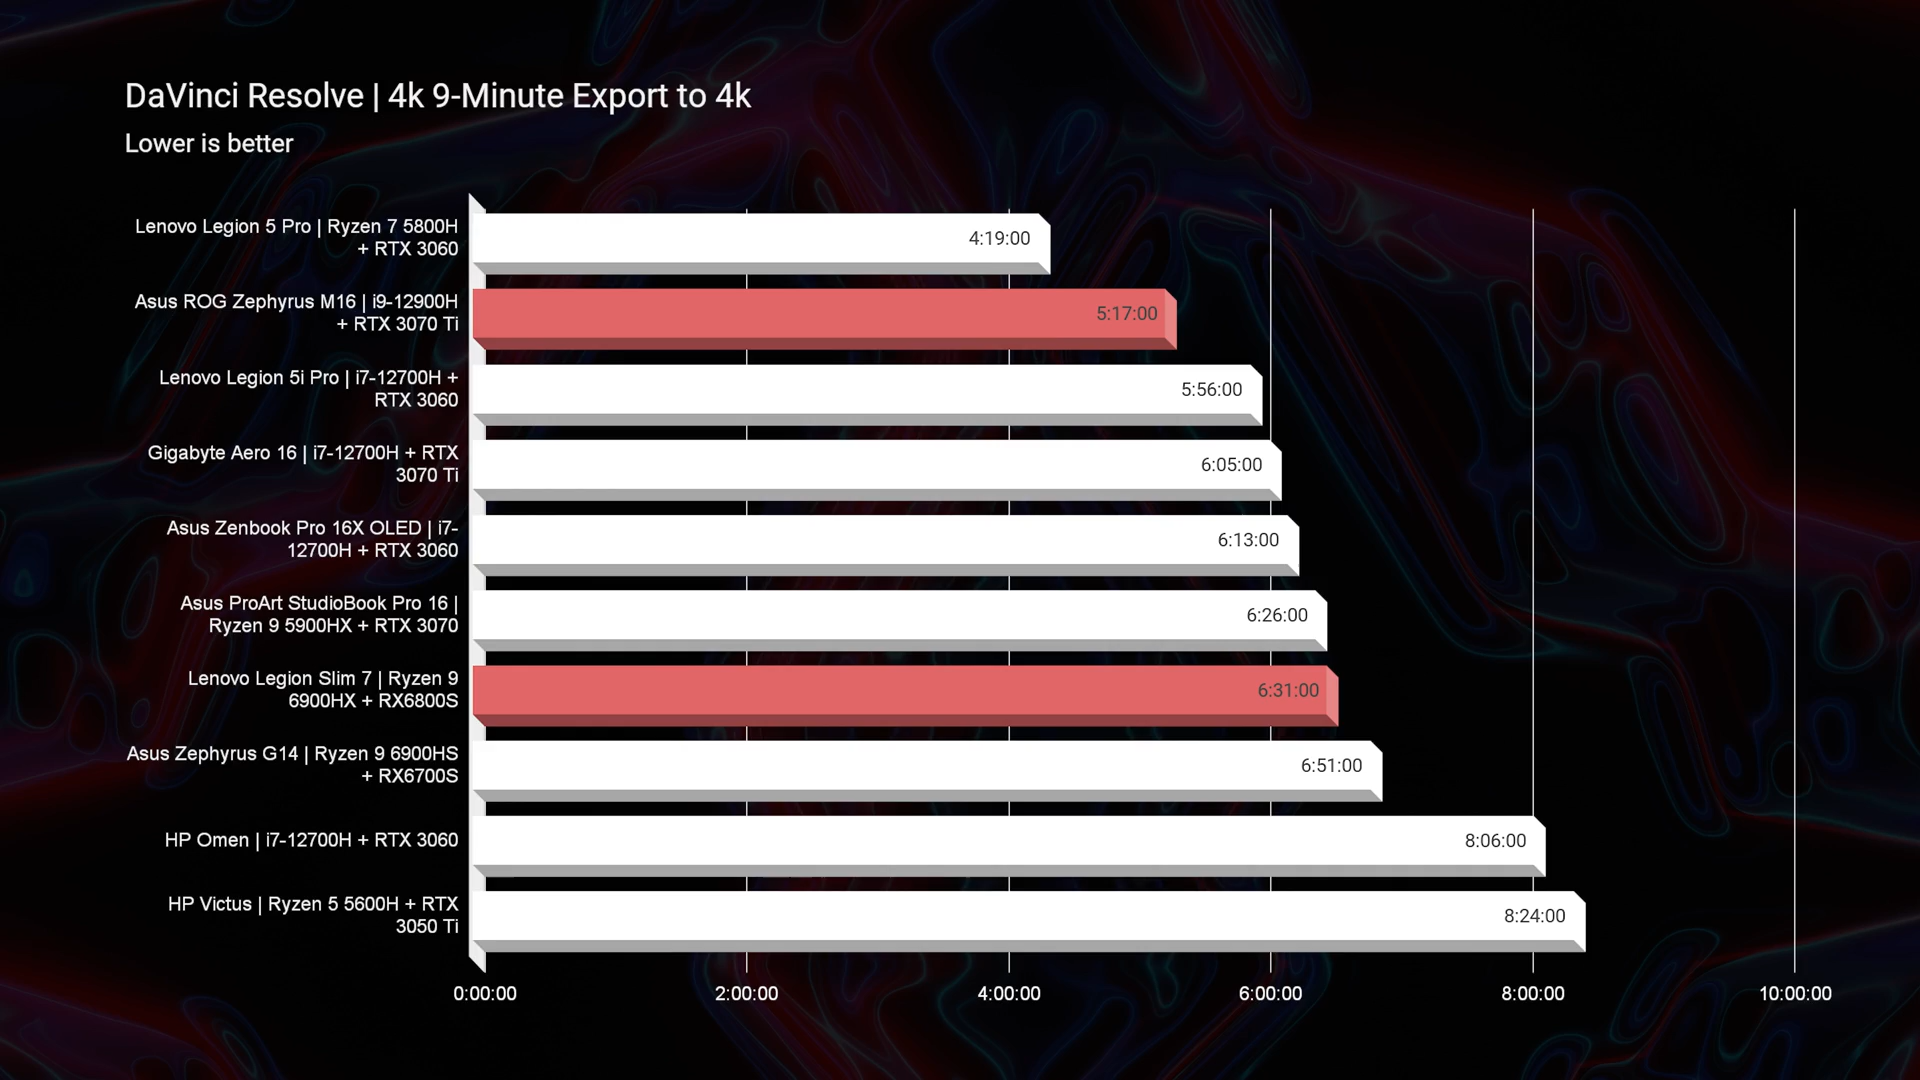 DaVinci Resolve | 4k 9-Minute Export to 4k
Lower is better
Lenovo Legion 5 Pro | Ryzen 7 5800H
+ RTX 3060
4:19:00
Asus ROG Zephyrus M16 | i9-12900H
+ RTX 3070 Ti
5:17:00
Lenovo Legion 5i Pro | i7-12700H +
RTX 3060
5:56:00
Gigabyte Aero 16 | i7-12700H + RTX
3070 Ti
6:05:00
Asus Zenbook Pro 16X OLED | i7-
12700H + RTX 3060
6:13:00
Asus ProArt StudioBook Pro 16 |
Ryzen 9 5900HX + RTX 3070
6:26:00
Lenovo Legion Slim 7 | Ryzen 9
6900HX + RX6800S
6:31:00
Asus Zephyrus G14 | Ryzen 9 6900HS
+ RX6700S
6:51:00
HP Omen | i7-12700H + RTX 3060
8:06:00
HP Victus | Ryzen 5 5600H + RTX
3050 Ti
8:24:00
0:00:00 2:00:00 4:00:00 6:00:00 8:00:00 10:00:00